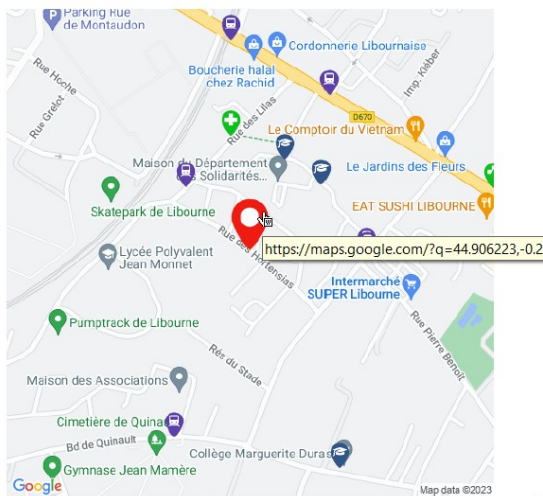 Parking Rue
de Montaudon
Cordonnerie Libournaise
Rue Hoche
Boucherie halal
chez Rachid
Imp. Kléber
Rue Grelot
Rue des Lilas
D670
Le Comptoir du Vietnam
Maison du Département
des Solidarités...
Le Jardins des Fleurs
Skatepark de Libourne
EAT SUSHI LIBOURNE
Rue des Hortensias
https://maps.google.com/?q=44.906223,-0.2
Lycée Polyvalent
Jean Monnet
Intermarché
SUPER Libourne
Pumptrack de Libourne
Rue Pierre Benoit
Rés du Stade
Maison des Associations
Cimetière de Quina
Bd de Quinault
Collège Marguerite Duras
Gymnase Jean Mamère
Google
Map data ©2023